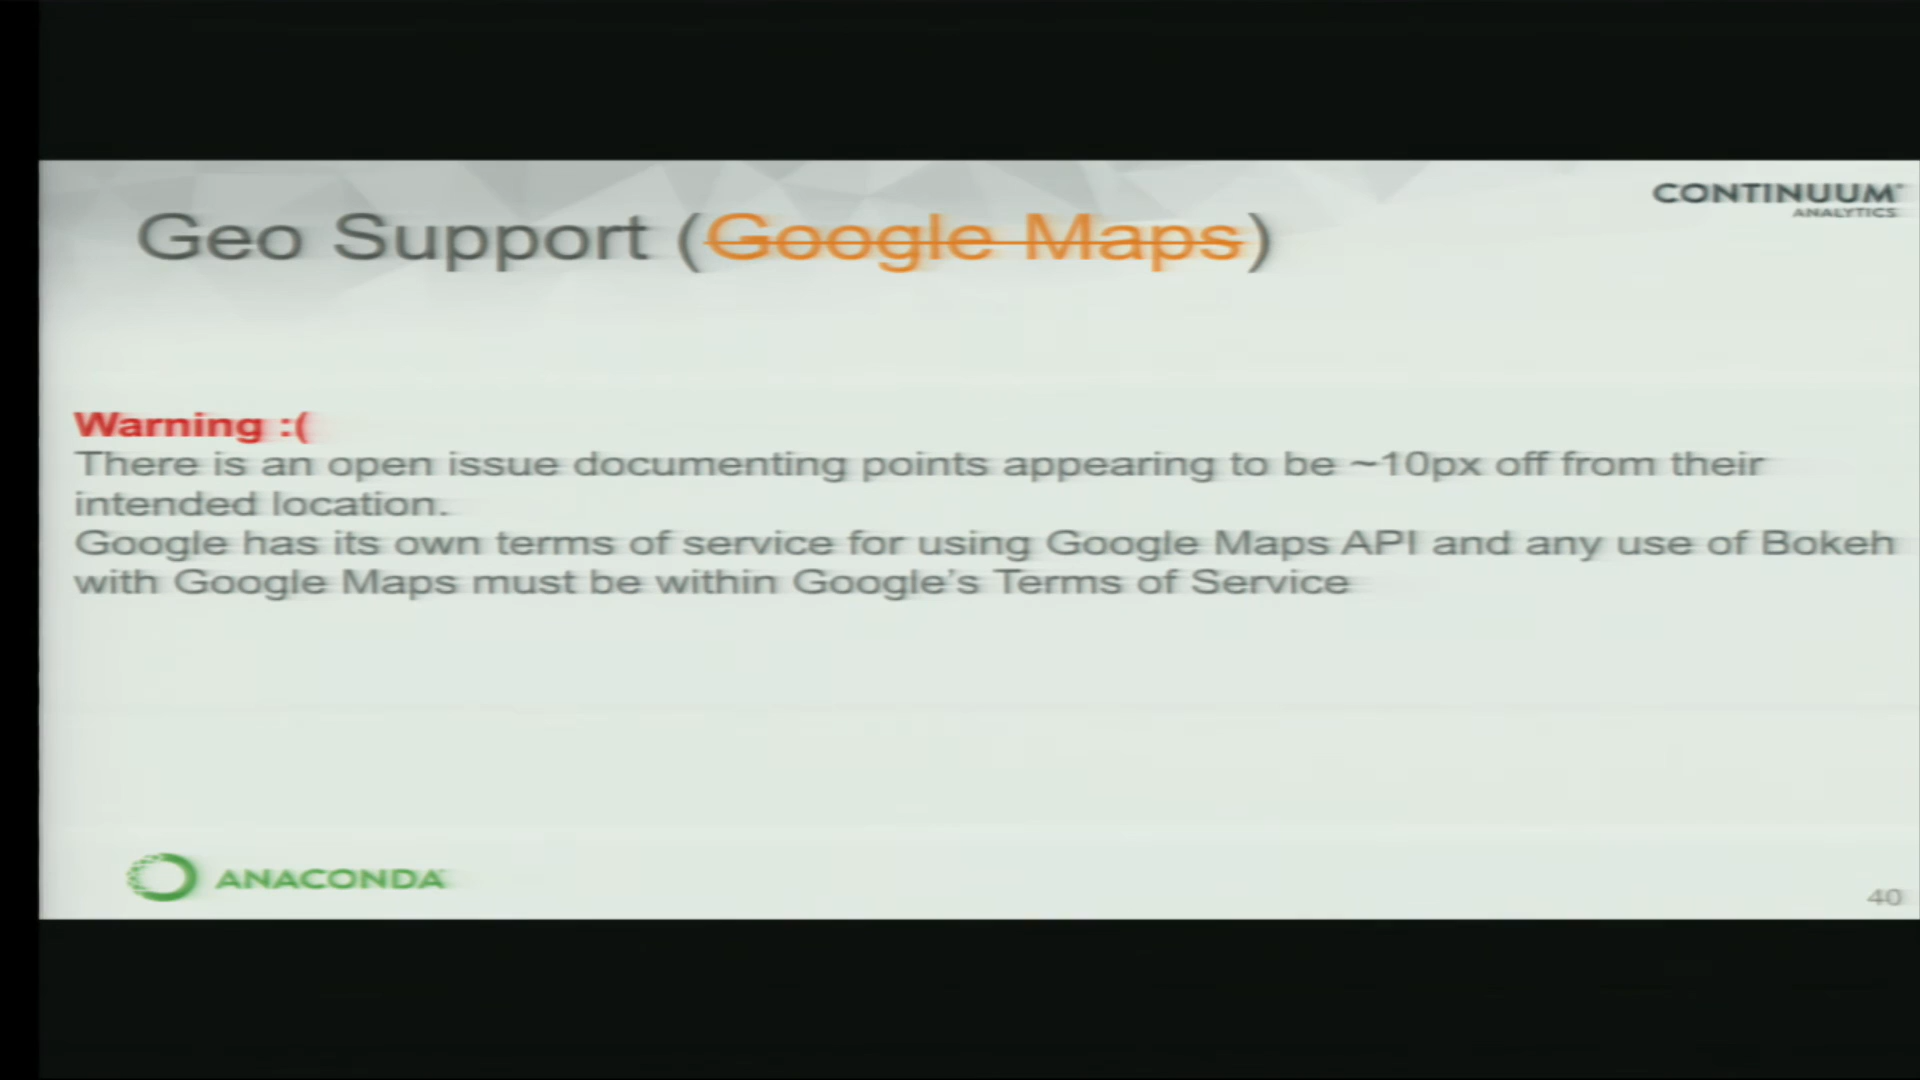 CONTINUUM
ANALYTICS
Geo Support (Google Maps)
Warning :(
There is an open issue documenting points appearing to be ~10px off from their
intended location.
Google has its own terms of service for using Google Maps API and any use of Bokeh
with Google Maps must be within Google's Terms of Service
ANACONDA
40